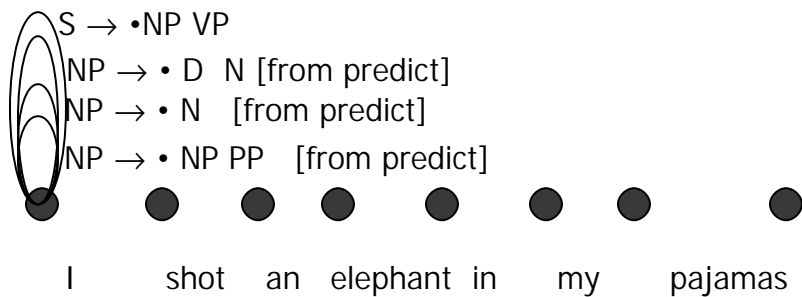 S → •NP VP
NP → • D N [from predict]
NP → • N [from predict]
NP → • NP PP [from predict]
I shot an elephant in my pajamas